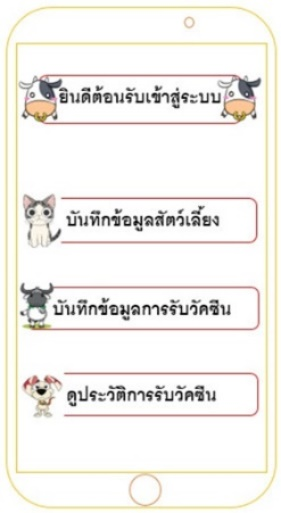 ยินดีต้อนรับเข้าสู่ระบบ
บันทึกข้อมูลสัตว์เลี้ยง
บันทึกข้อมูลการรับวัคซีน
ดูประวัติการรับวัคซีน